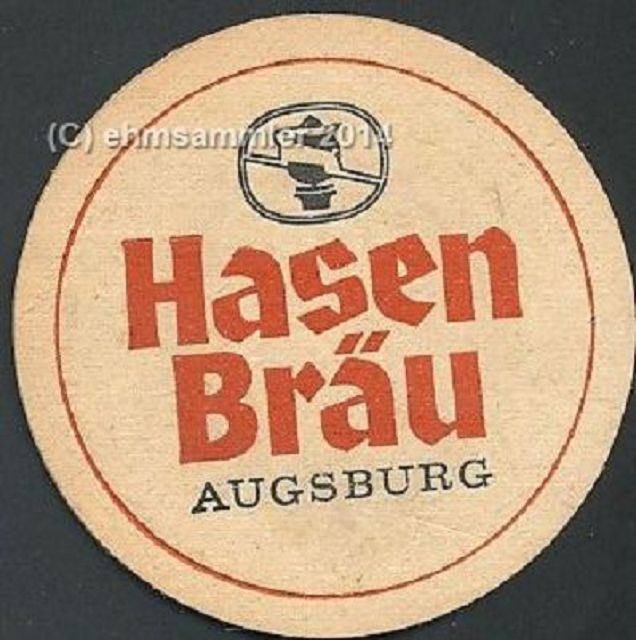 (C) ehmsammler 2014
Hasen
Bräu
AUGSBURG